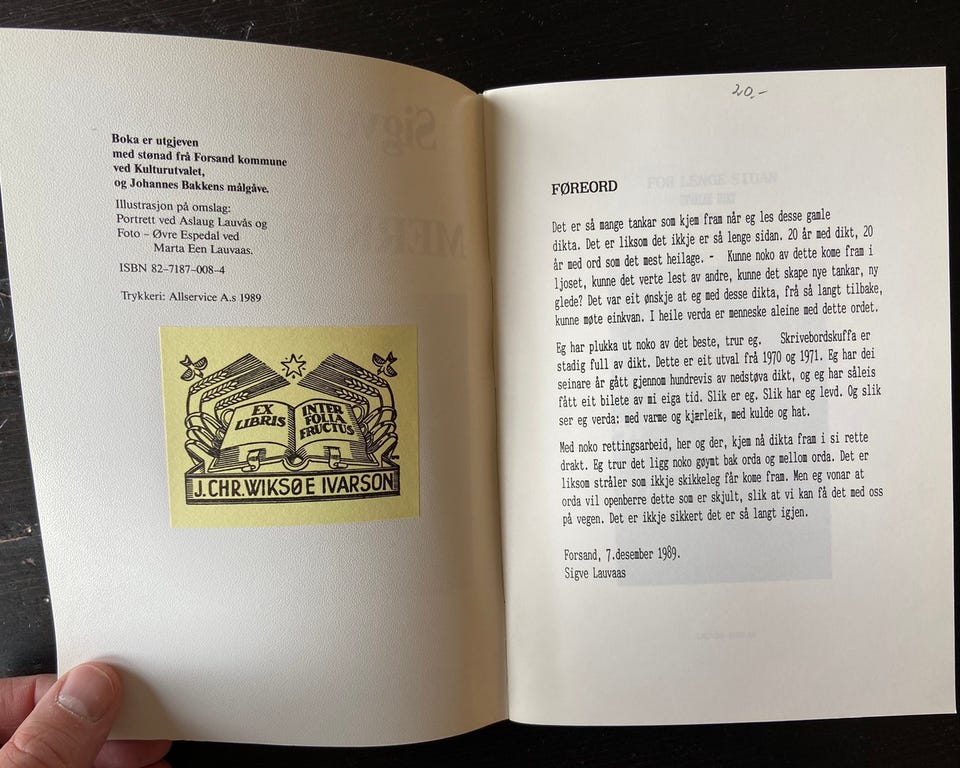 Boka er utgjeven
med stønad frå Forsand kommune
ved Kulturutvalet,
og Johannes Bakkens målgåve.
Illustrasjon på omslag:
Portrett ved Aslaug Lauvås og
Foto – Øvre Espedal ved
Marta Een Lauvaas.
ISBN 82–7187–008–4
Trykkeri: Allservice A.s 1989
EX
LIBRIS
INTER
FOLIA
FRUCTUS
J.CHR.WIKSØE IVARSON
20.-
FØREORD
Det er så mange tankar som kjem fram når eg les desse gamle
dikta. Det er liksom det ikkje er så lenge sidan. 20 år med dikt, 20
år med ord som det mest heilage. - Kunne noko av dette kome fram i
ljoset, kunne det verte lest av andre, kunne det skape nye tankar, ny
glede? Det var eit ønskje at eg med desse dikta, frå så langt tilbake,
kunne møte einkvan. I heile verda er menneske aleine med dette ordet.
Eg har plukka ut noko av det beste, trur eg. Skrivebordskuffa er
stadig full av dikt. Dette er eit utval frå 1970 og 1971. Eg har dei
seinare år gått gjennom hundrevis av nedstøva dikt, og eg har såleis
fått eit bilete av mi eiga tid. Slik er eg. Slik har eg levd. Og slik
ser eg verda; med varme og kjærleik, med kulde og hat.
Med noko rettingsarbeid, her og der, kjem nå dikta fram i si rette
drakt. Eg trur det ligg noko gøymt bak orda og mellom orda. Det er
liksom stråler som ikkje skikkeleg får kome fram. Men eg vonar at
orda vil openberre dette som er skjult, slik at vi kan få det med oss
på vegen. Det er ikkje sikkert det er så langt igjen.
Forsand, 7.desember 1989.
Sigve Lauvaas